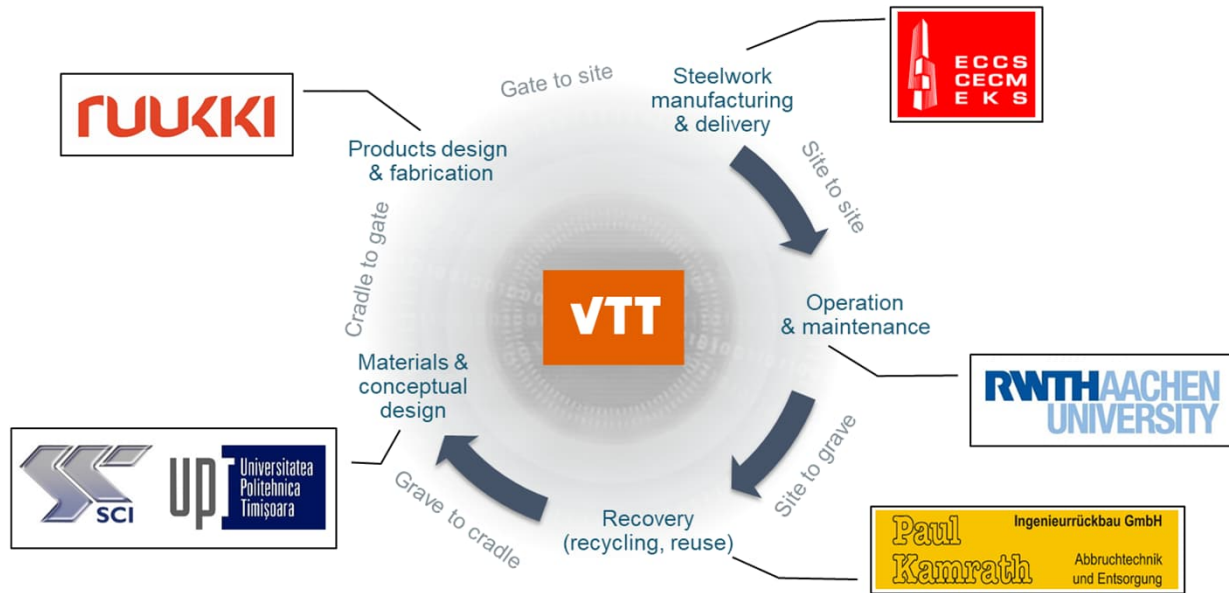 ruukki
Products design
& fabrication
Gate to site
Steelwork
manufacturing
& delivery
ECCS
CECM
EKS
Site to site
Cradle to gate
VTT
Operation
& maintenance
RWTHAACHEN
UNIVERSITY
Materials &
conceptual
design
SCI
upt
Universitatea
Politehnica
Timişoara
Grave to cradle
Recovery
(recycling, reuse)
Site to grave
Paul
Kamrath
Ingenieurrückbau GmbH
Abbruchtechnik
und Entsorgung